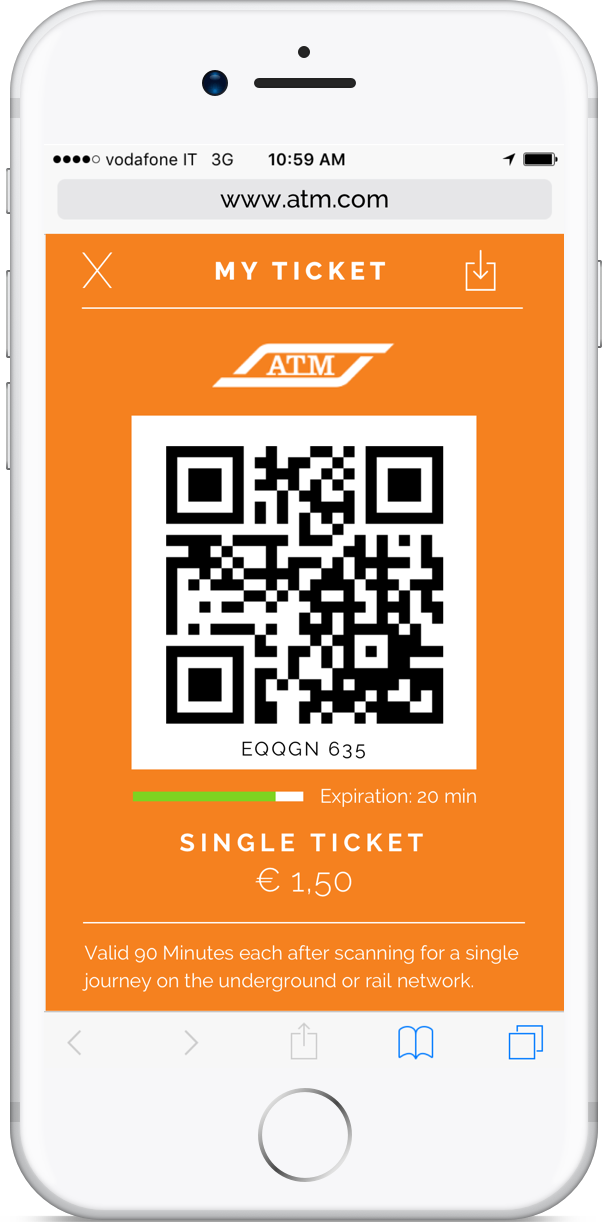 vodafone IT 3G 10:59 AM
www.atm.com
MY TICKET
ATM
EQQGN 635
Expiration: 20 min
SINGLE TICKET
€ 1,50
Valid 90 Minutes each after scanning for a single
journey on the underground or rail network.